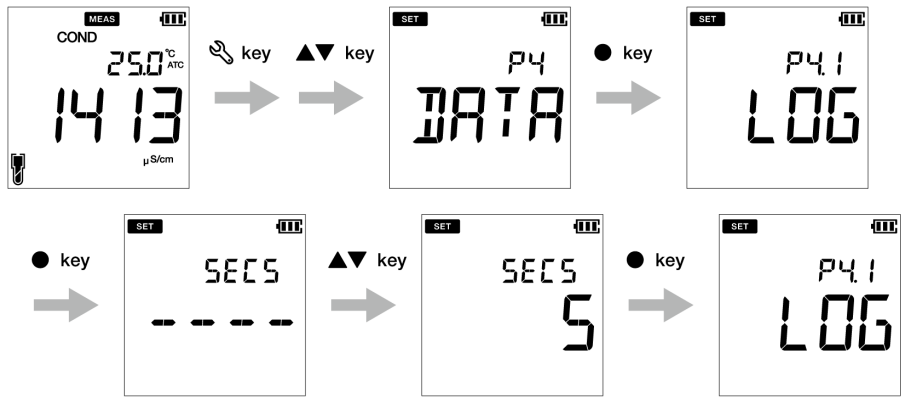 MEAS
COND
25.0 °C
ATC
1413
µS/cm
key
▲▼ key
SET
P4
DATA
● key
SET
P4.1
LOG
● key
SET
SECS
- - - -
▲▼ key
SET
SECS
5
● key
SET
P4.1
LOG